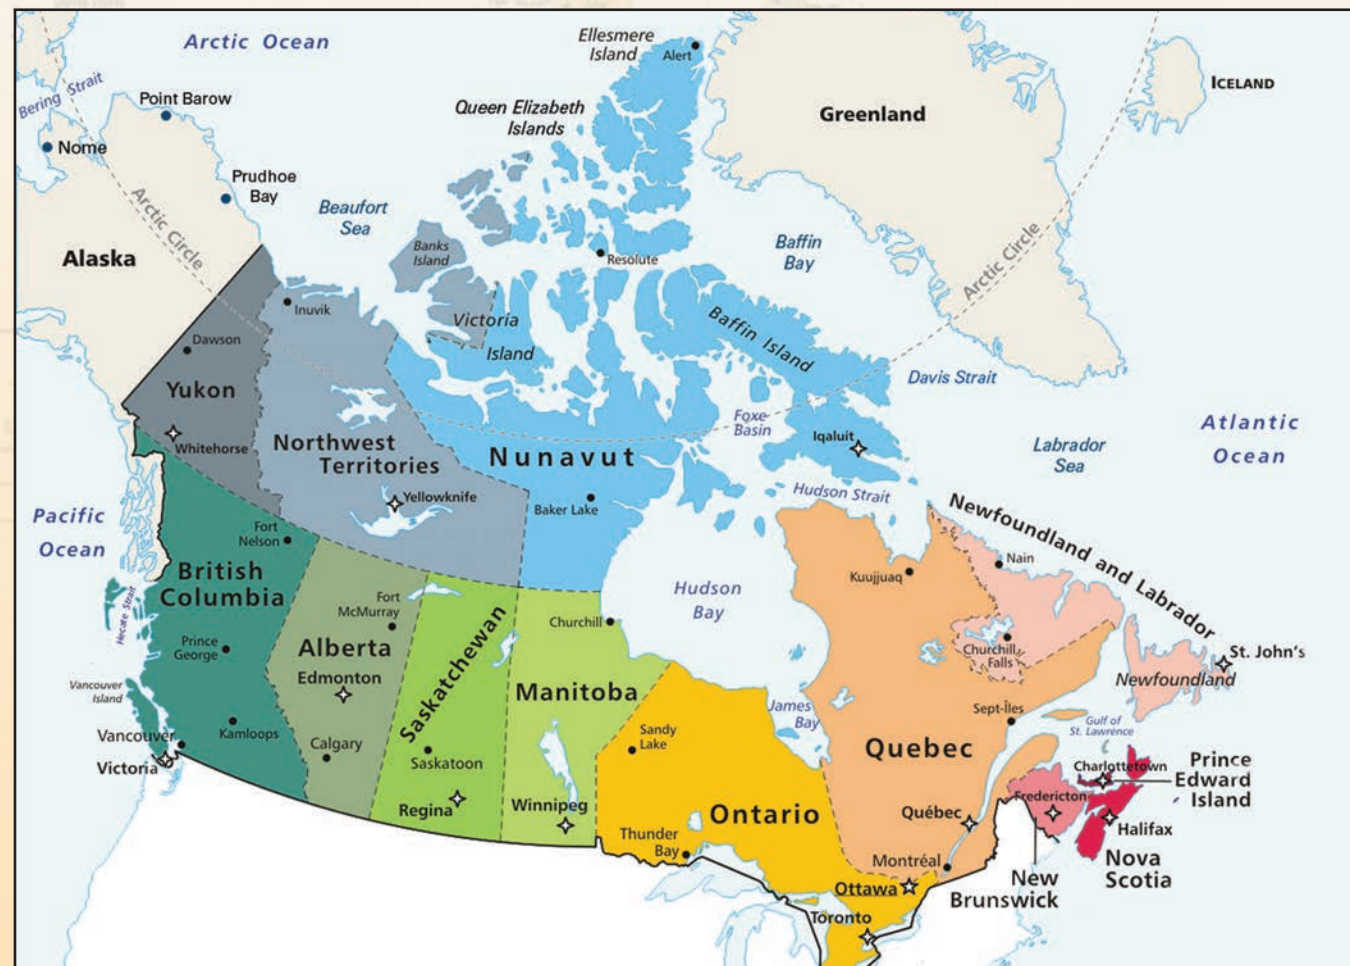 Arctic Ocean
Ellesmere
Island
Alert
Iceland
Bering Strait
Point Barow
Queen Elizabeth
Islands
Greenland
Nome
Prudhoe
Bay
Arctic Circle
Beaufort
Sea
Banks
Island
Baffin
Bay
Arctic Circle
Alaska
Resolute
Inuvik
Victoria
Island
Baffin Island
Dawson
Yukon
Davis Strait
Whitehorse
Northwest
Territories
Nunavut
Foxe
Basin
Iqaluit
Labrador
Sea
Atlantic
Ocean
Yellowknife
Baker Lake
Hudson Strait
Newfoundland and Labrador
Pacific
Ocean
Fort
Nelson
British
Columbia
Hecate Strait
Fort
McMurray
Hudson
Bay
Kuujjuaq
Nain
Prince
George
Alberta
Edmonton
Saskatchewan
Churchill
Churchill
Falls
St. John's
Newfoundland
Vancouver
Island
Manitoba
Vancouver
Kamloops
Victoria
Calgary
Saskatoon
Sandy
Lake
James
Bay
Sept-Îles
Gulf of
St. Lawrence
Quebec
Charlottetown
Prince
Edward
Island
Regina
Winnipeg
Ontario
Québec
Fredericton
Halifax
Thunder
Bay
Montréal
Nova
Scotia
Ottawa
New
Brunswick
Toronto